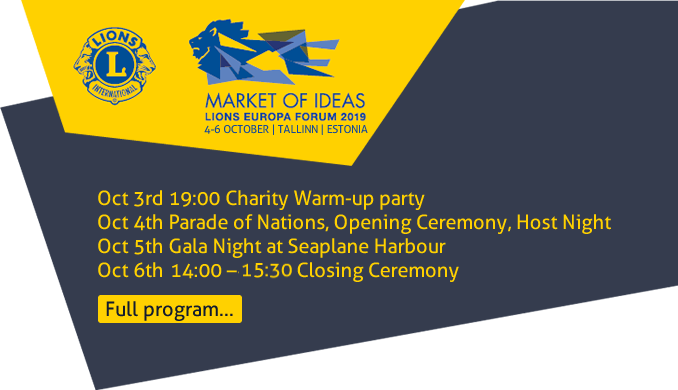 LIONS
L
INTERNATIONAL
MARKET OF IDEAS
LIONS EUROPA FORUM 2019
4-6 OCTOBER | TALLINN | ESTONIA
Oct 3rd 19:00 Charity Warm-up party
Oct 4th Parade of Nations, Opening Ceremony, Host Night
Oct 5th Gala Night at Seaplane Harbour
Oct 6th 14:00 – 15:30 Closing Ceremony
Full program...